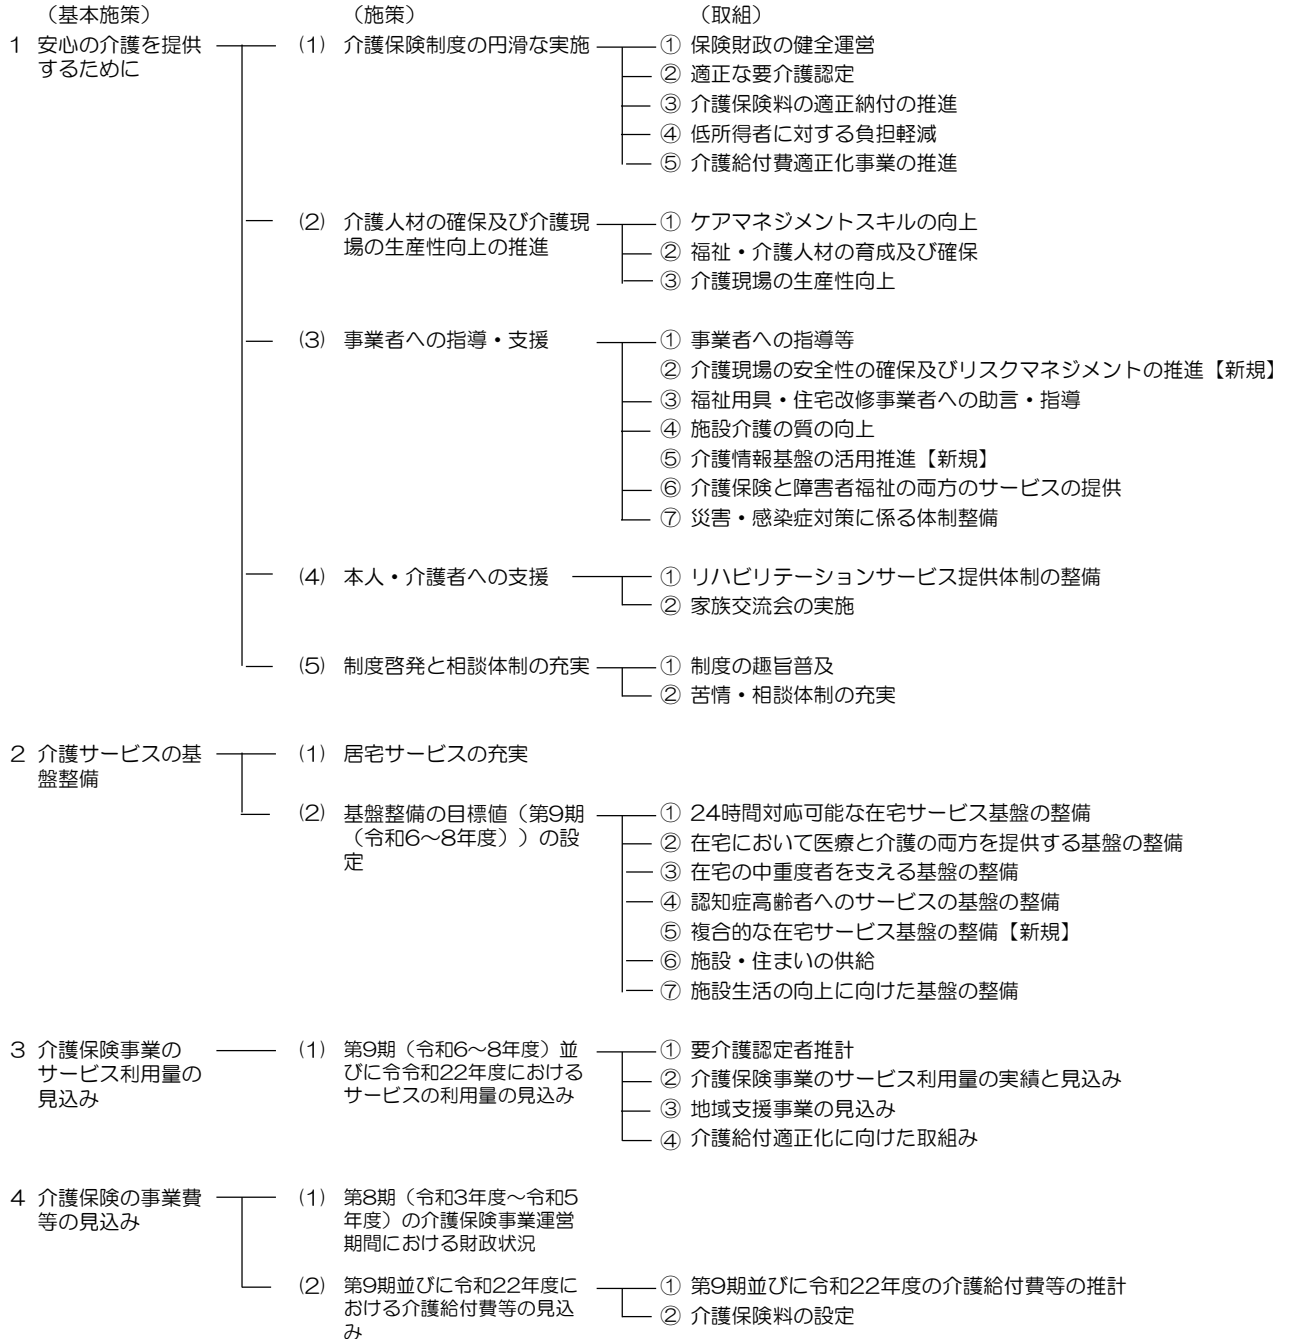 （基本施策）　（施策）　（取組）
1 安心の介護を提供 (1) 介護保険制度の円滑な実施 ① 保険財政の健全運営
するために ② 適正な要介護認定
③ 介護保険料の適正納付の推進
④ 低所得者に対する負担軽減
⑤ 介護給付費適正化事業の推進
(2) 介護人材の確保及び介護現 ① ケアマネジメントスキルの向上
場の生産性向上の推進 ② 福祉・介護人材の育成及び確保
③ 介護現場の生産性向上
(3) 事業者への指導・支援 ① 事業者への指導等
② 介護現場の安全性の確保及びリスクマネジメントの推進【新規】
③ 福祉用具・住宅改修事業者への助言・指導
④ 施設介護の質の向上
⑤ 介護情報基盤の活用推進【新規】
⑥ 介護保険と障害者福祉の両方のサービスの提供
⑦ 災害・感染症対策に係る体制整備
(4) 本人・介護者への支援 ① リハビリテーションサービス提供体制の整備
② 家族交流会の実施
(5) 制度啓発と相談体制の充実 ① 制度の趣旨普及
② 苦情・相談体制の充実
2 介護サービスの基 (1) 居宅サービスの充実
盤整備
(2) 基盤整備の目標値（第9期 ① 24時間対応可能な在宅サービス基盤の整備
（令和6～8年度））の設 ② 在宅において医療と介護の両方を提供する基盤の整備
定 ③ 在宅の中重度者を支える基盤の整備
④ 認知症高齢者へのサービスの基盤の整備
⑤ 複合的な在宅サービス基盤の整備【新規】
⑥ 施設・住まいの供給
⑦ 施設生活の向上に向けた基盤の整備
3 介護保険事業の (1) 第9期（令和6～8年度）並 ① 要介護認定者推計
サービス利用量の びに令令和22年度における ② 介護保険事業のサービス利用量の実績と見込み
見込み サービスの利用量の見込み ③ 地域支援事業の見込み
④ 介護給付適正化に向けた取組み
4 介護保険の事業費 (1) 第8期（令和3年度～令和5
等の見込み 年度）の介護保険事業運営
期間における財政状況
(2) 第9期並びに令和22年度に ① 第9期並びに令和22年度の介護給付費等の推計
おける介護給付費等の見込 ② 介護保険料の設定
み